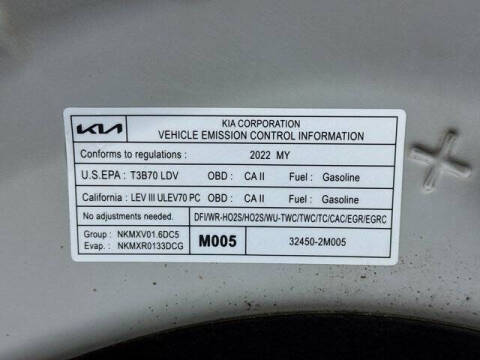 KIA
KIA CORPORATION
VEHICLE EMISSION CONTROL INFORMATION
Conforms to regulations : 2022 MY
U.S.EPA : T3B70 LDV OBD : CA II Fuel : Gasoline
California : LEV III ULEV70 PC OBD : CA II Fuel : Gasoline
No adjustments needed. DFI/WR-HO2S/HO2S/WU-TWC/TWC/TC/CAC/EGR/EGRC
Group : NKMXV01.6DC5
Evap. : NKMXR0133DCG
M005
32450-2M005